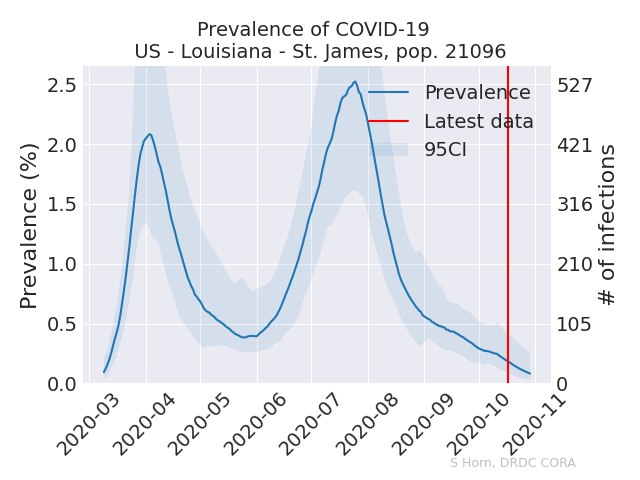 Prevalence of COVID-19
US - Louisiana - St. James, pop. 21096
Prevalence (%)
2.5
2.0
1.5
1.0
0.5
0.0
Prevalence
Latest data
95CI
527
421
316
210
105
0
# of infections
2020-03
2020-04
2020-05
2020-06
2020-07
2020-08
2020-09
2020-10
2020-11
S Horn, DRDC CORA